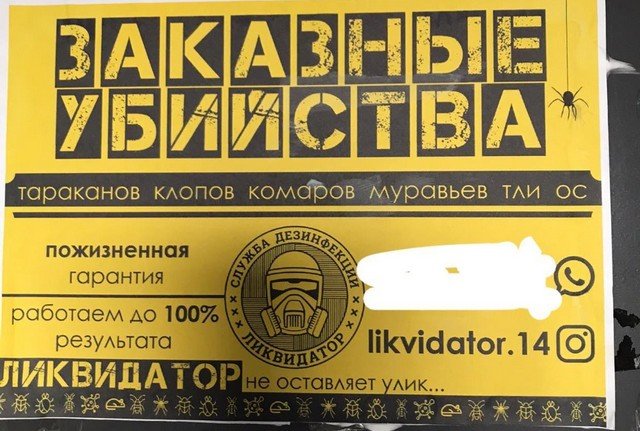 ЗАКАЗНЫЕ
УБИЙСТВА
тараканов клопов комаров муравьев тли ос
пожизненная
гарантия
работаем до 100%
результата
СЛУЖБА ДЕЗИНФЕКЦИИ
ЛИКВИДАТОР
likvidator.14
ЛИКВИДАТОР не оставляет улик...